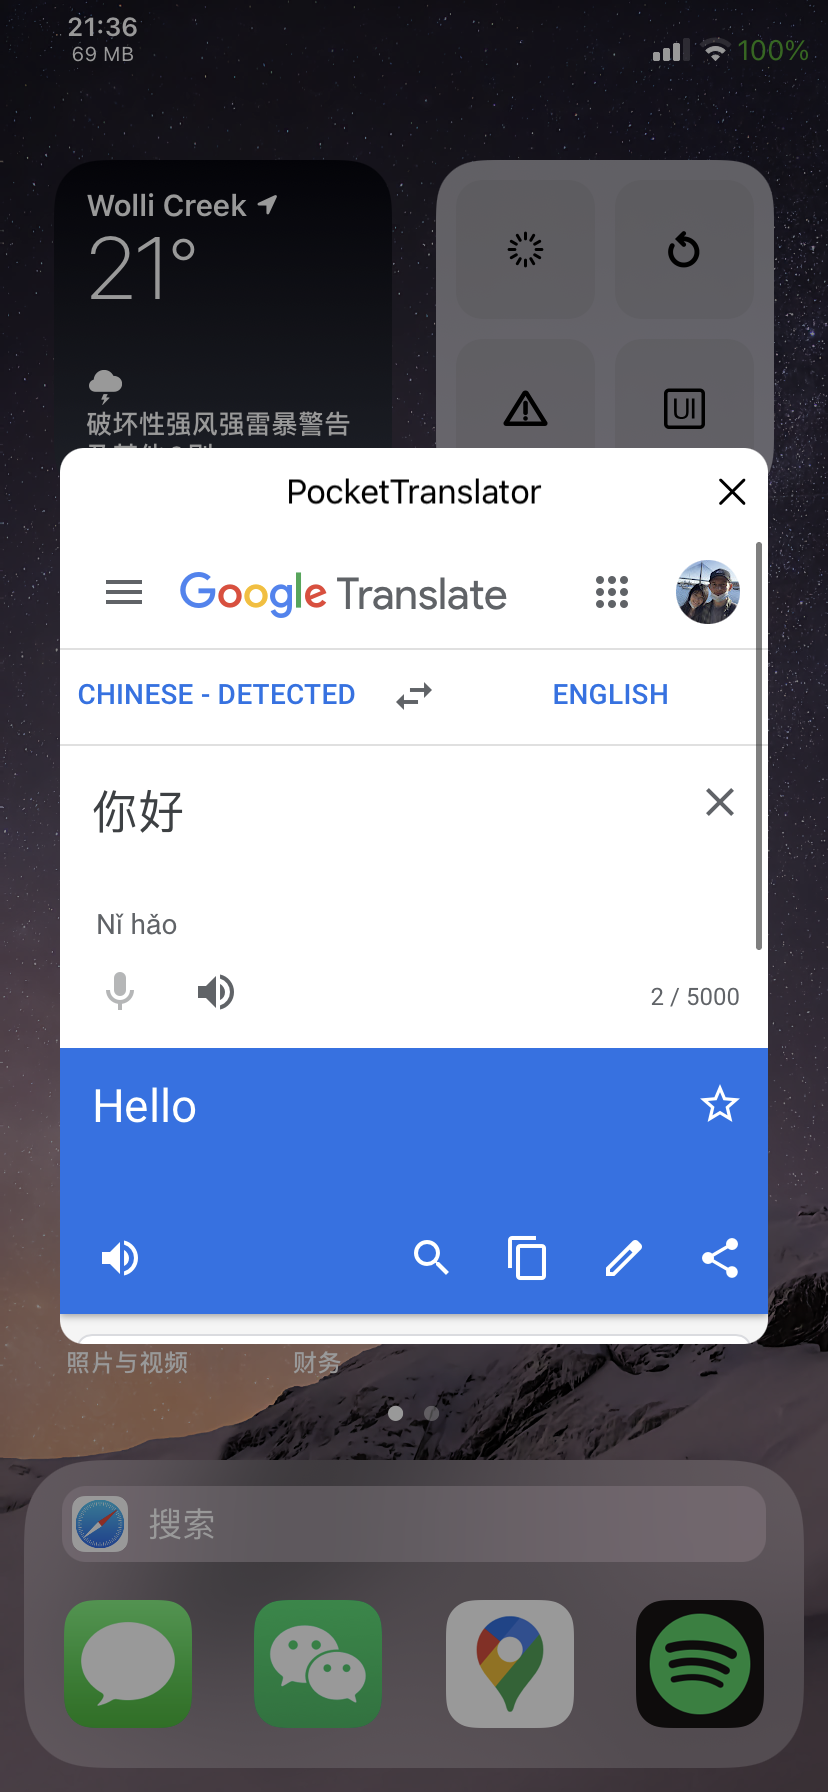 21:36
69 MB
100%
Wolli Creek
21°
破坏性强风强雷暴警告
UI
PocketTranslator
Google Translate
CHINESE - DETECTED
ENGLISH
你好
Nǐ hǎo
2 / 5000
Hello
照片与视频
财务
搜索